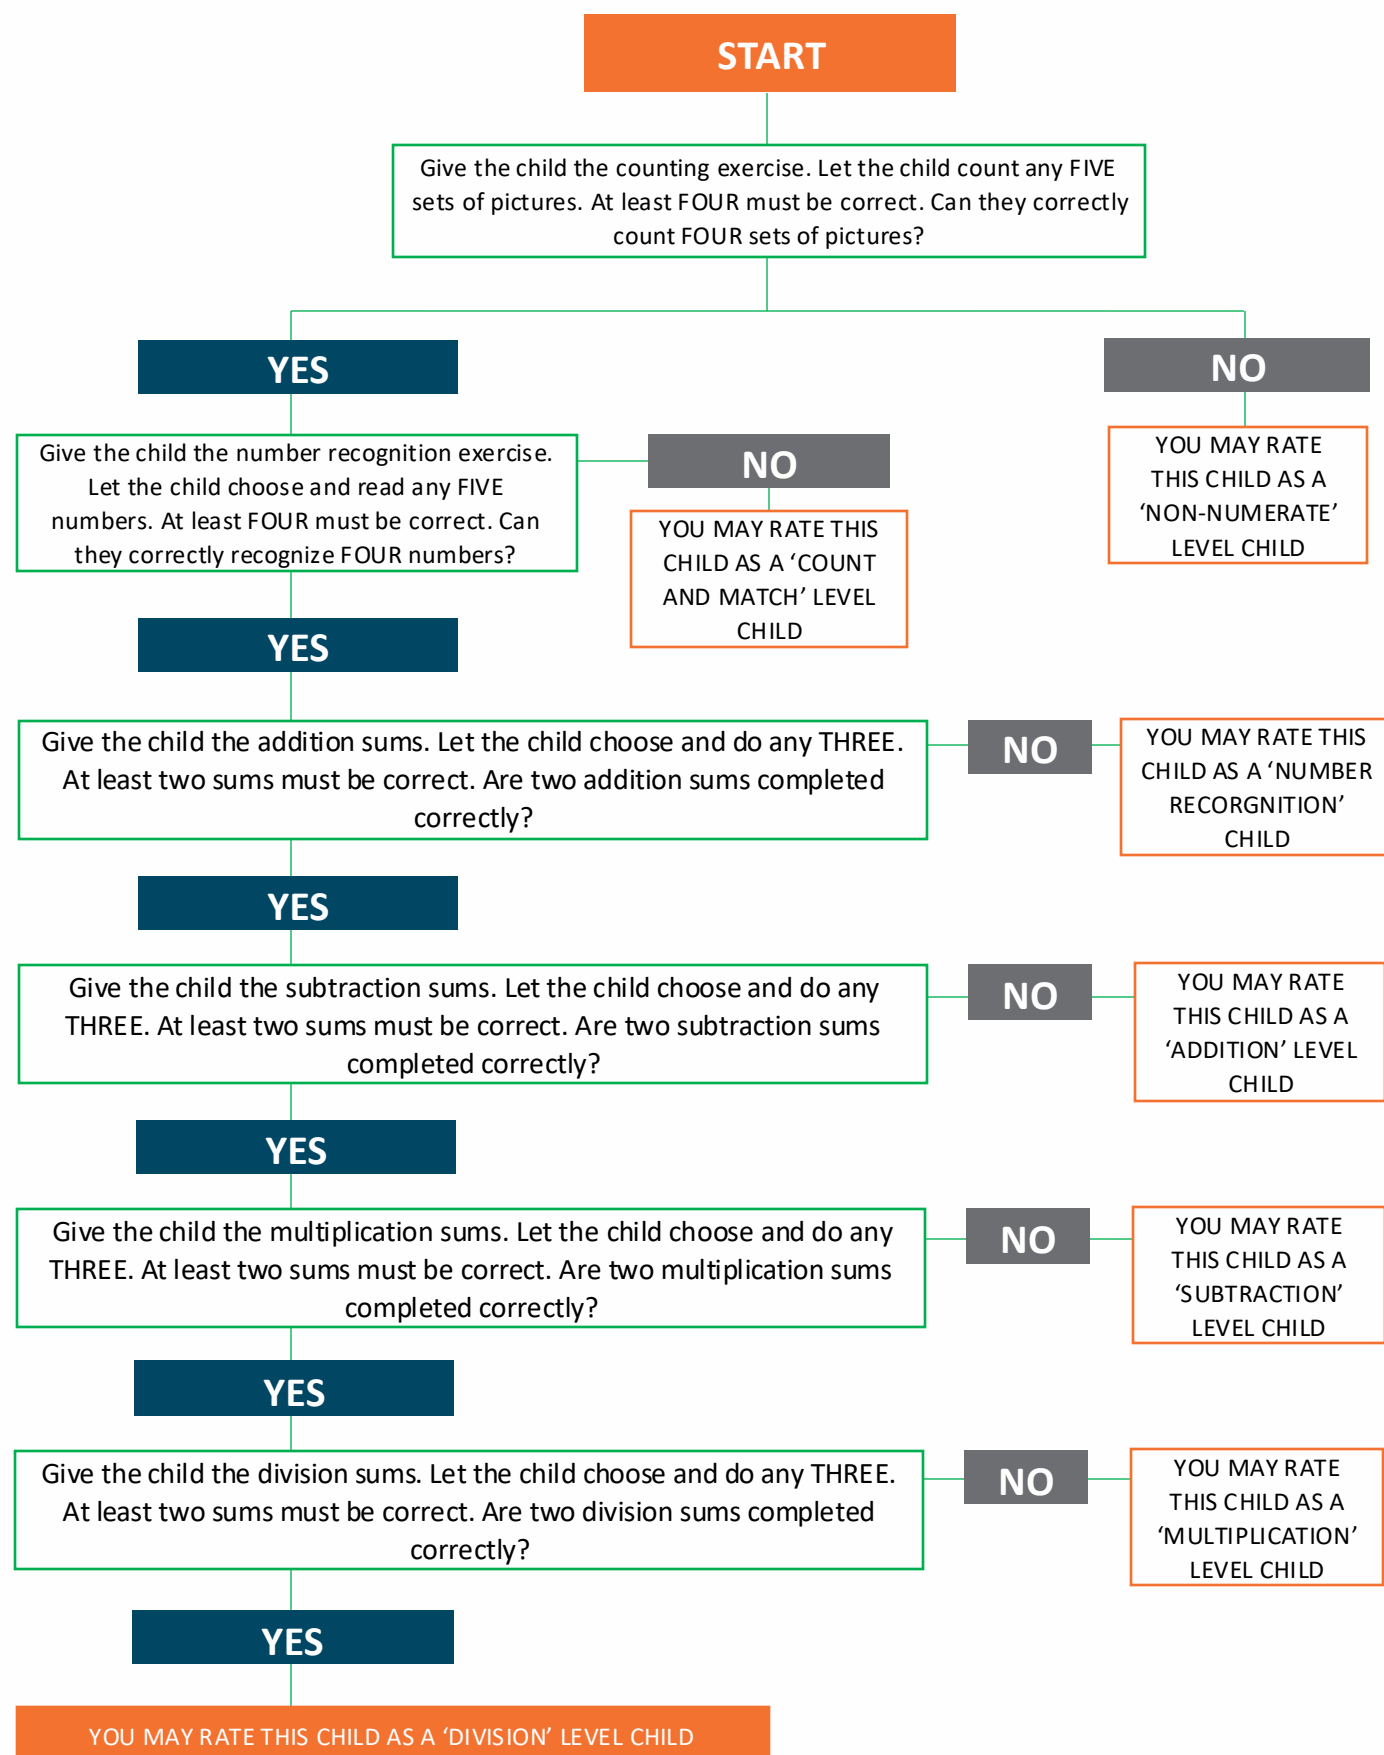 START
Give the child the counting exercise. Let the child count any FIVE
sets of pictures. At least FOUR must be correct. Can they correctly
count FOUR sets of pictures?
YES
NO
Give the child the number recognition exercise.
Let the child choose and read any FIVE
numbers. At least FOUR must be correct. Can
they correctly recognize FOUR numbers?
NO
YOU MAY RATE THIS
CHILD AS A ‘COUNT
AND MATCH’ LEVEL
CHILD
YOU MAY RATE
THIS CHILD AS A
‘NON-NUMERATE’
LEVEL CHILD
YES
Give the child the addition sums. Let the child choose and do any THREE.
At least two sums must be correct. Are two addition sums completed
correctly?
NO
YOU MAY RATE THIS
CHILD AS A ‘NUMBER
RECORGNITION’
CHILD
YES
Give the child the subtraction sums. Let the child choose and do any
THREE. At least two sums must be correct. Are two subtraction sums
completed correctly?
NO
YOU MAY RATE
THIS CHILD AS A
‘ADDITION’ LEVEL
CHILD
YES
Give the child the multiplication sums. Let the child choose and do any
THREE. At least two sums must be correct. Are two multiplication sums
completed correctly?
NO
YOU MAY RATE
THIS CHILD AS A
‘SUBTRACTION’
LEVEL CHILD
YES
Give the child the division sums. Let the child choose and do any THREE.
At least two sums must be correct. Are two division sums completed
correctly?
NO
YOU MAY RATE
THIS CHILD AS A
‘MULTIPLICATION’
LEVEL CHILD
YES
YOU MAY RATE THIS CHILD AS A ‘DIVISION’ LEVEL CHILD